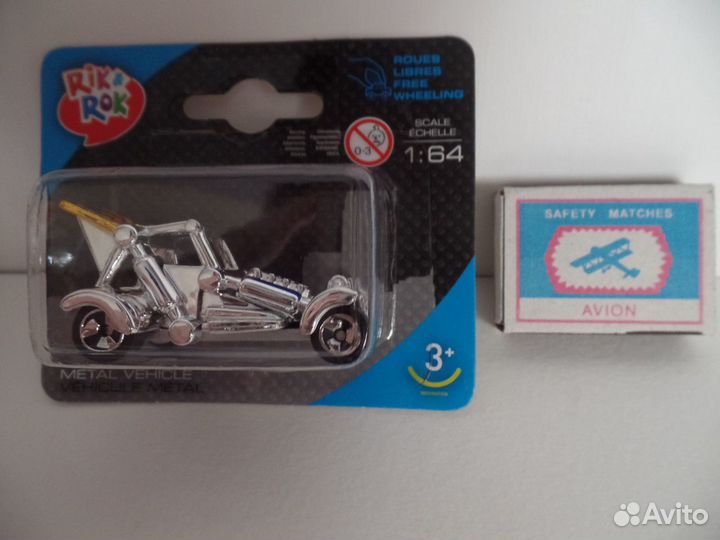 RIK &
ROK
ROUES
LIBRES
FREE
WHEELING
SCALE
ÉCHELLE
1:64
0-3
METAL VEHICLE
VÉHICULE MÉTAL
3+
SAFETY MATCHES
AVION
Avito